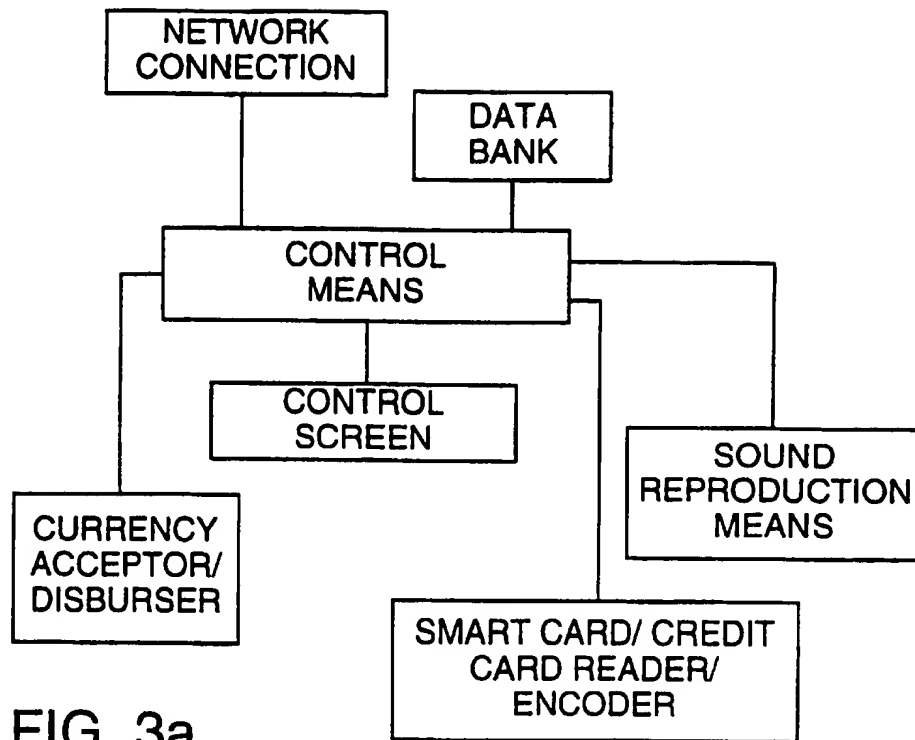 NETWORK
CONNECTION
DATA
BANK
CONTROL
MEANS
CONTROL
SCREEN
SOUND
REPRODUCTION
MEANS
CURRENCY
ACCEPTOR/
DISBURSER
SMART CARD/ CREDIT
CARD READER/
ENCODER
FIG. 3a